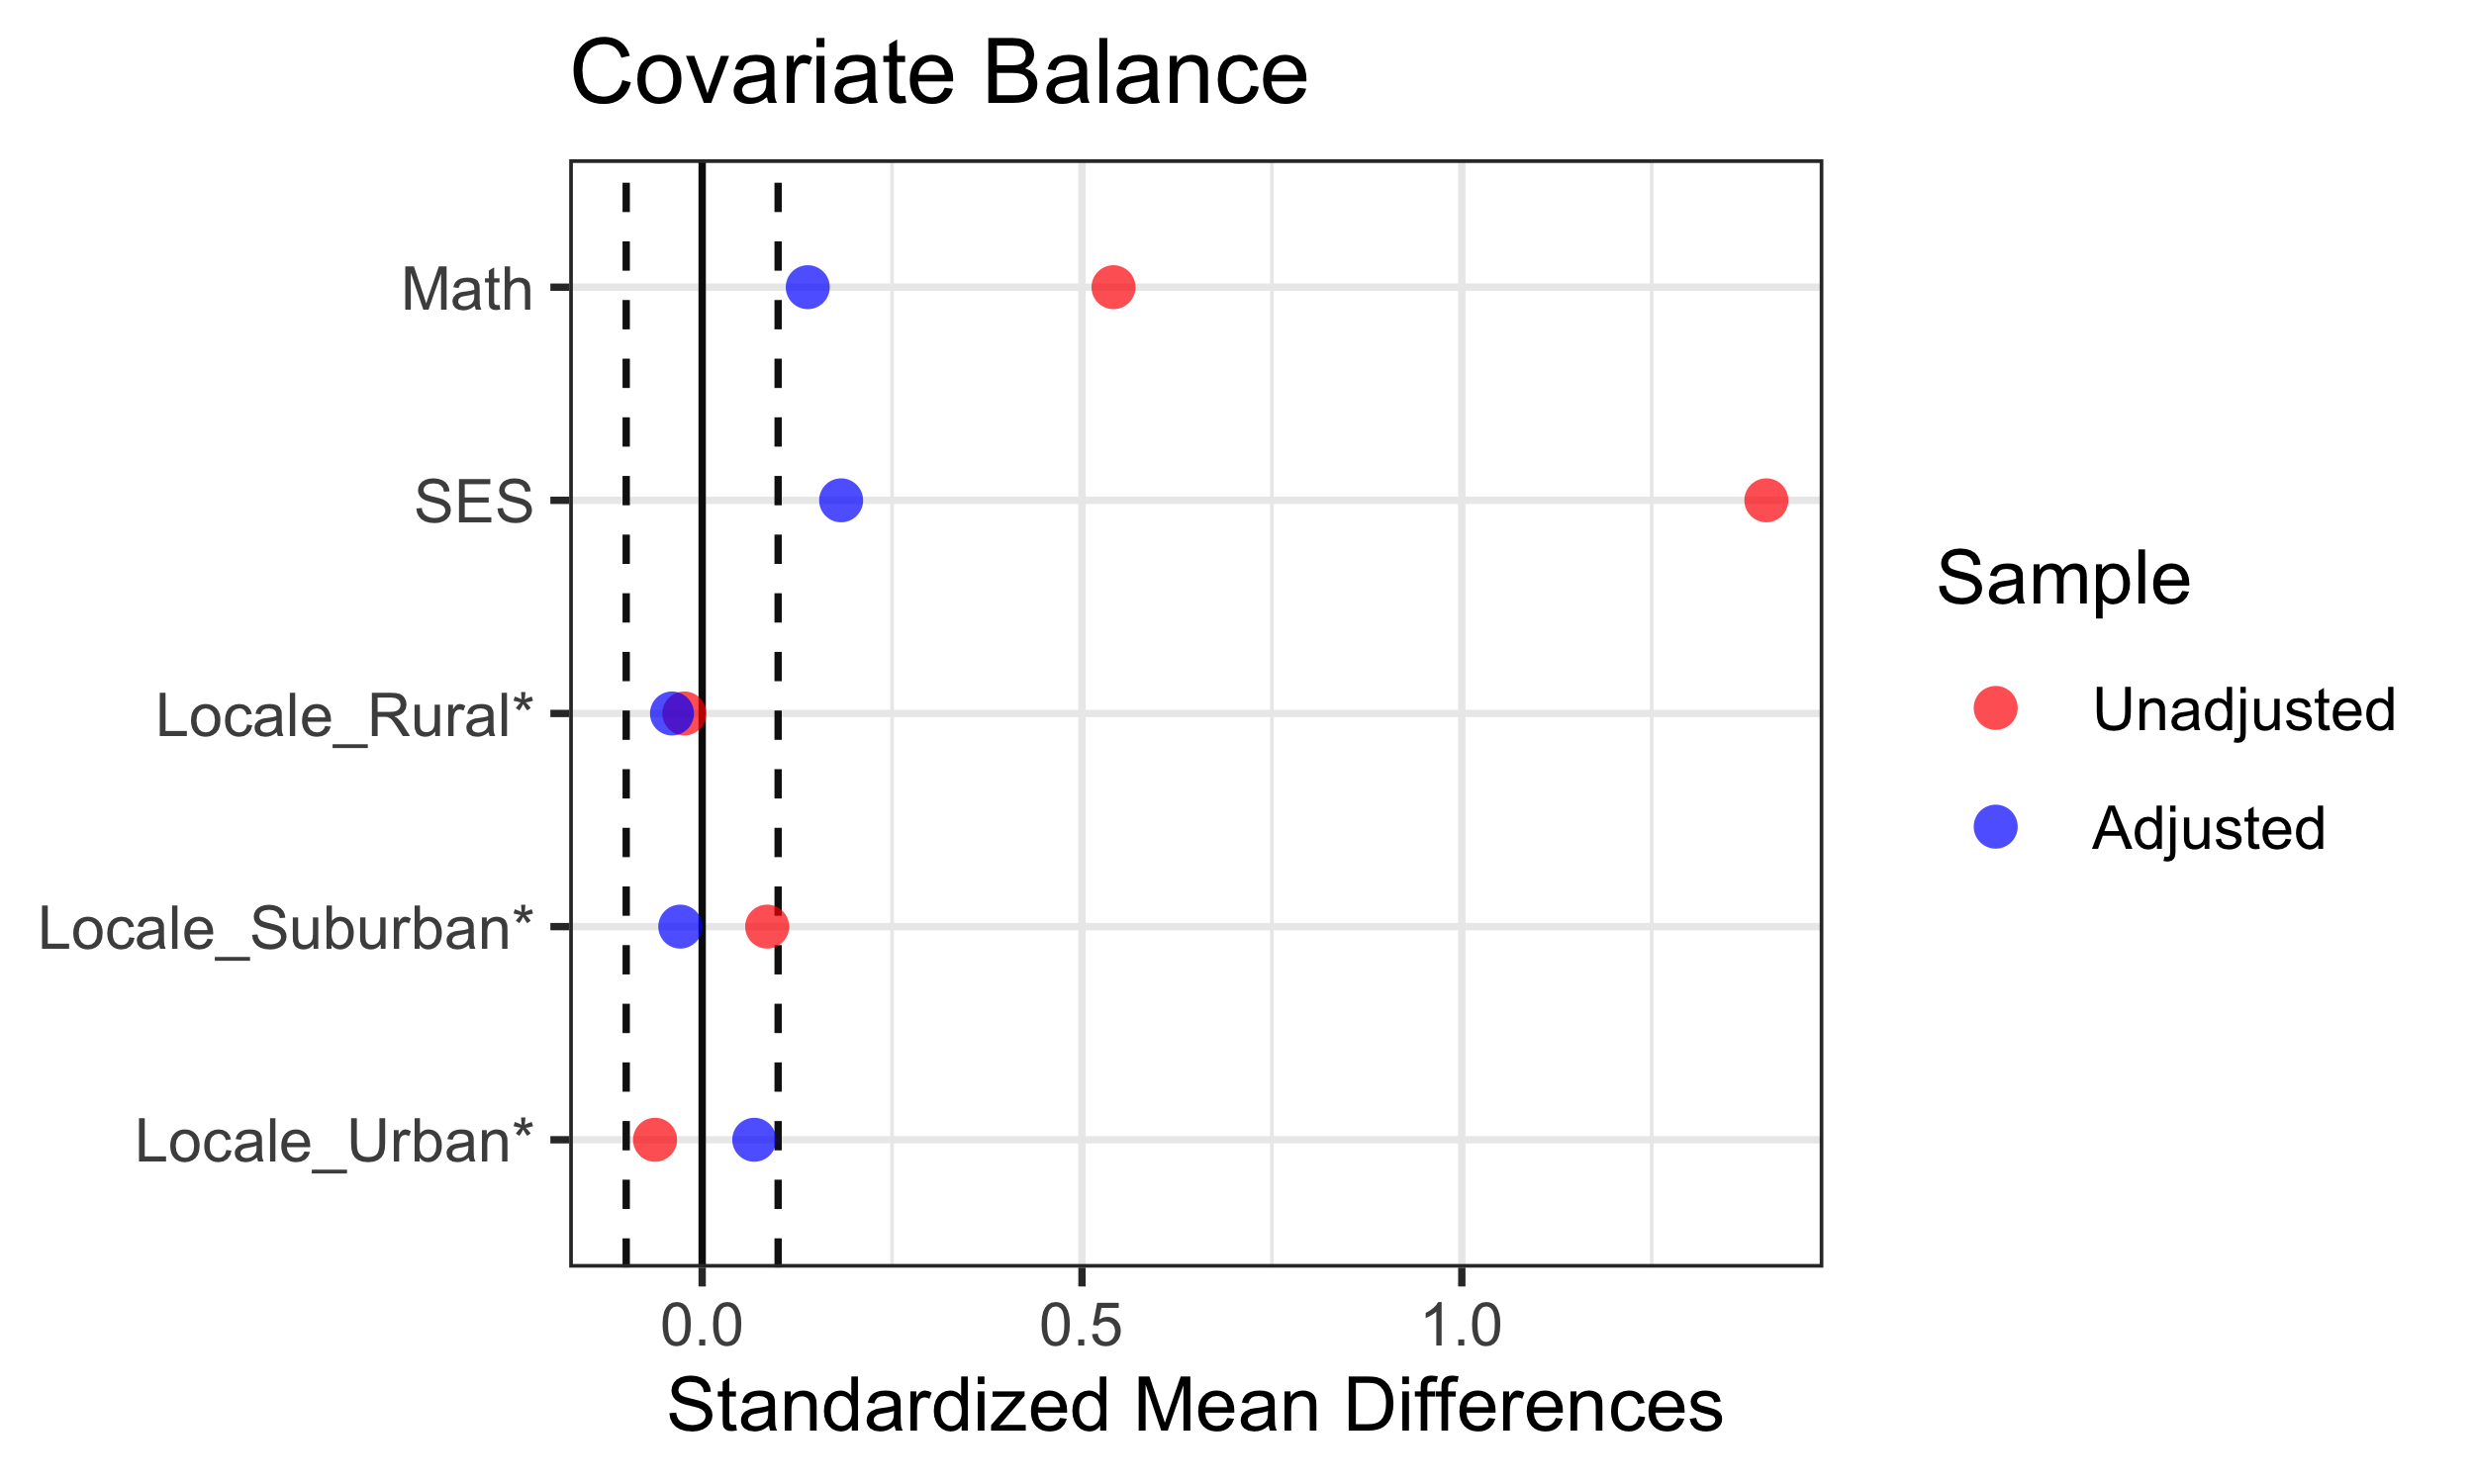 Covariate Balance
Math
SES
Locale_Rural*
Locale_Suburban*
Locale_Urban*
0.0
0.5
1.0
Standardized Mean Differences
Sample
Unadjusted
Adjusted